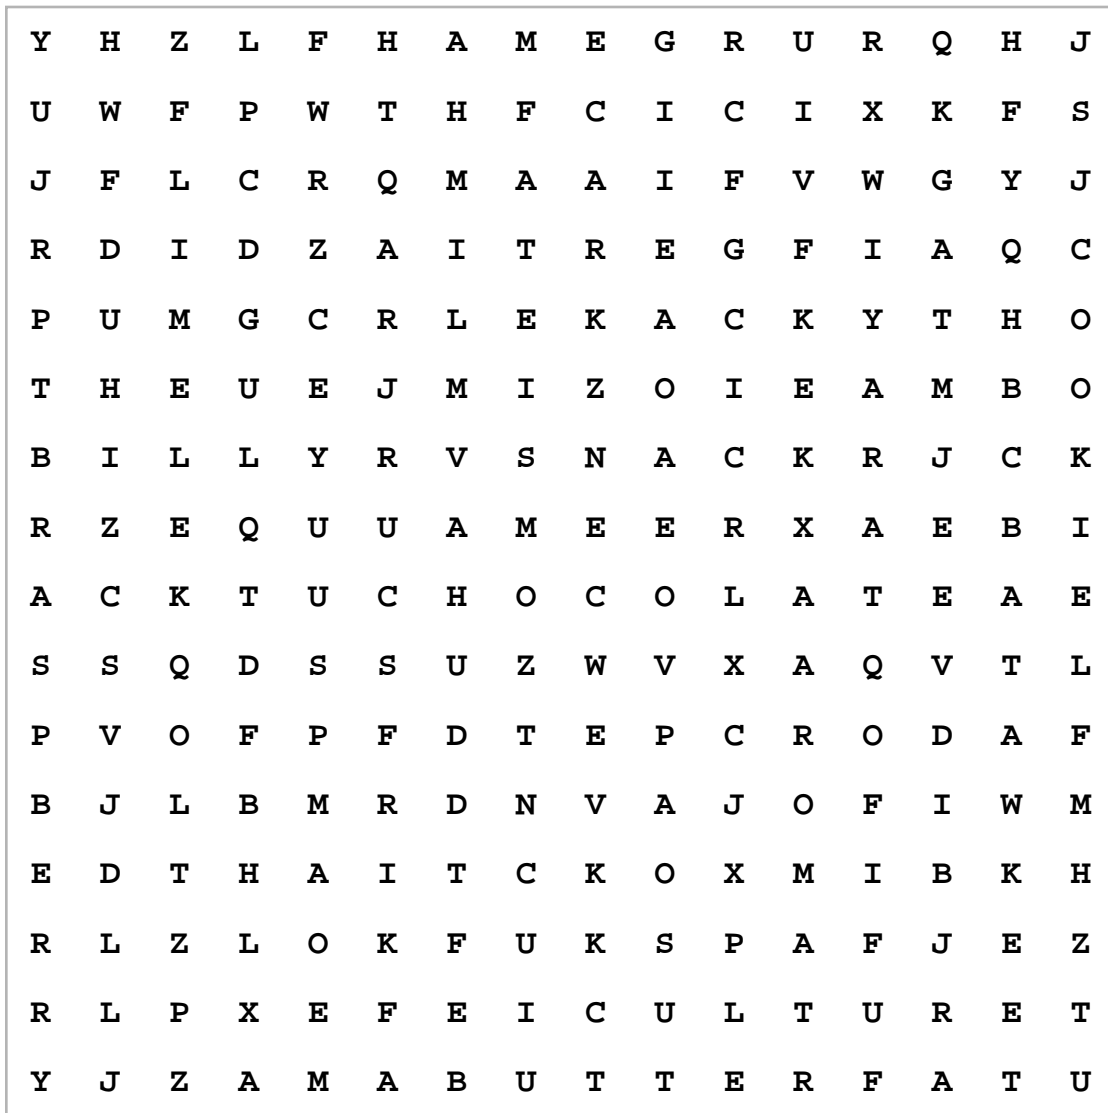 Y H Z L F H A M E G R U R Q H J
U W F P W T H F C I C I X K F S
J F L C R Q M A A I F V W G Y J
R D I D Z A I T R E G F I A Q C
P U M G C R L E K A C K Y T H O
T H E U E J M I Z O I E A M B O
B I L L Y R V S N A C K R J C K
R Z E Q U U A M E E R X A E B I
A C K T U C H O C O L A T E A E
S S Q D S S U Z W V X A Q V T L
P V O F P F D T E P C R O D A F
B J L B M R D N V A J O F I W M
E D T H A I T C K O X M I B K H
R L Z L O K F U K S P A F J E Z
R L P X E F E I C U L T U R E T
Y J Z A M A B U T T E R F A T U